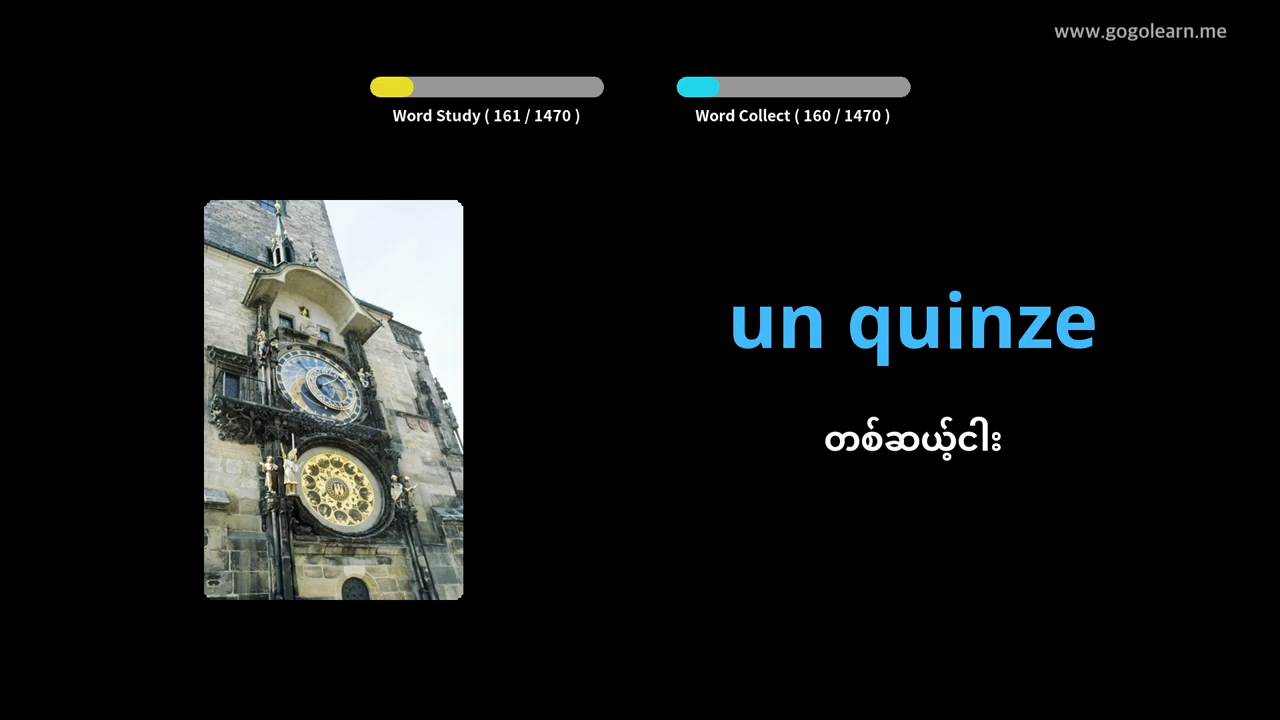 www.gogolearn.me
Word Study ( 161 / 1470 )
Word Collect ( 160 / 1470 )
un quinze
တစ်ဆယ့်ငါး